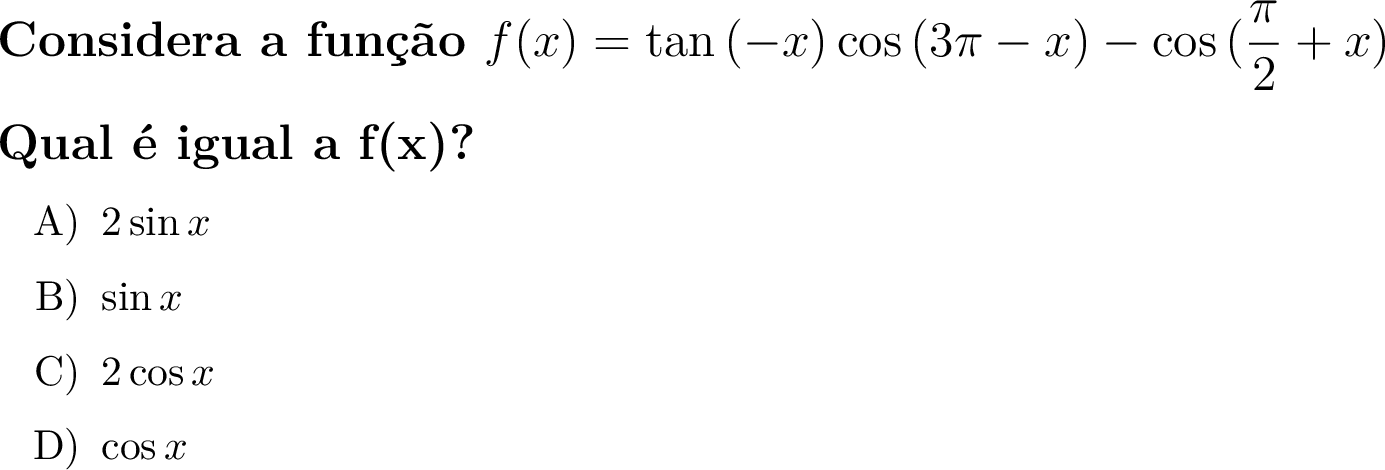 Considera a função f(x) = tan (−x) cos (3π − x) − cos (π/2 + x)
Qual é igual a f(x)?
A) 2 sin x
B) sin x
C) 2 cos x
D) cos x